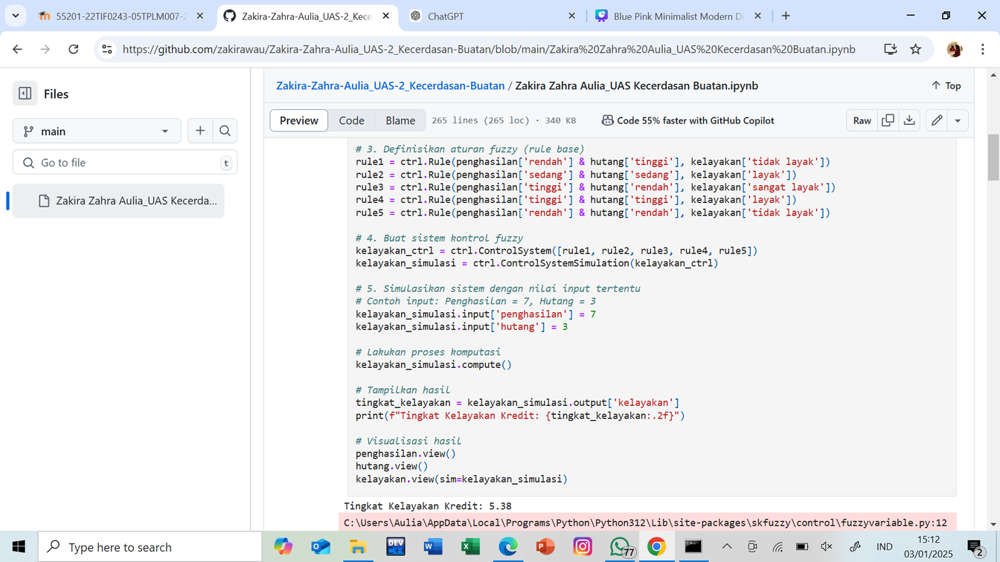 55201-22TIF0243-05TPLM007-2
Zakira-Zahra-Aulia_UAS-2_Kece
ChatGPT
Blue Pink Minimalist Modern Di
https://github.com/zakirawau/Zakira-Zahra-Aulia_UAS-2_Kecerdasan-Buatan/blob/main/Zakira%20Zahra%20Aulia_UAS%20Kecerdasan%20Buatan.ipynb
Files
main
Go to file
t
Zakira Zahra Aulia_UAS Kecerda...
Zakira-Zahra-Aulia_UAS-2_Kecerdasan-Buatan / Zakira Zahra Aulia_UAS Kecerdasan Buatan.ipynb
Top
Preview
Code
Blame
265 lines (265 loc) · 340 KB
Code 55% faster with GitHub Copilot
Raw
# 3. Definisikan aturan fuzzy (rule base)
rule1 = ctrl.Rule(penghasilan['rendah'] & hutang['tinggi'], kelayakan['tidak layak'])
rule2 = ctrl.Rule(penghasilan['sedang'] & hutang['sedang'], kelayakan['layak'])
rule3 = ctrl.Rule(penghasilan['tinggi'] & hutang['rendah'], kelayakan['sangat layak'])
rule4 = ctrl.Rule(penghasilan['tinggi'] & hutang['tinggi'], kelayakan['layak'])
rule5 = ctrl.Rule(penghasilan['rendah'] & hutang['rendah'], kelayakan['tidak layak'])
# 4. Buat sistem kontrol fuzzy
kelayakan_ctrl = ctrl.ControlSystem([rule1, rule2, rule3, rule4, rule5])
kelayakan_simulasi = ctrl.ControlSystemSimulation(kelayakan_ctrl)
# 5. Simulasikan sistem dengan nilai input tertentu
# Contoh input: Penghasilan = 7, Hutang = 3
kelayakan_simulasi.input['penghasilan'] = 7
kelayakan_simulasi.input['hutang'] = 3
# Lakukan proses komputasi
kelayakan_simulasi.compute()
# Tampilkan hasil
tingkat_kelayakan = kelayakan_simulasi.output['kelayakan']
print(f"Tingkat Kelayakan Kredit: {tingkat_kelayakan:.2f}")
# Visualisasi hasil
penghasilan.view()
hutang.view()
kelayakan.view(sim=kelayakan_simulasi)
Tingkat Kelayakan Kredit: 5.38
C:\Users\Aulia\AppData\Local\Programs\Python\Python312\Lib\site-packages\skfuzzy\control\fuzzyvariable.py:12
Type here to search
DEV
77
IND
15:12
03/01/2025
2